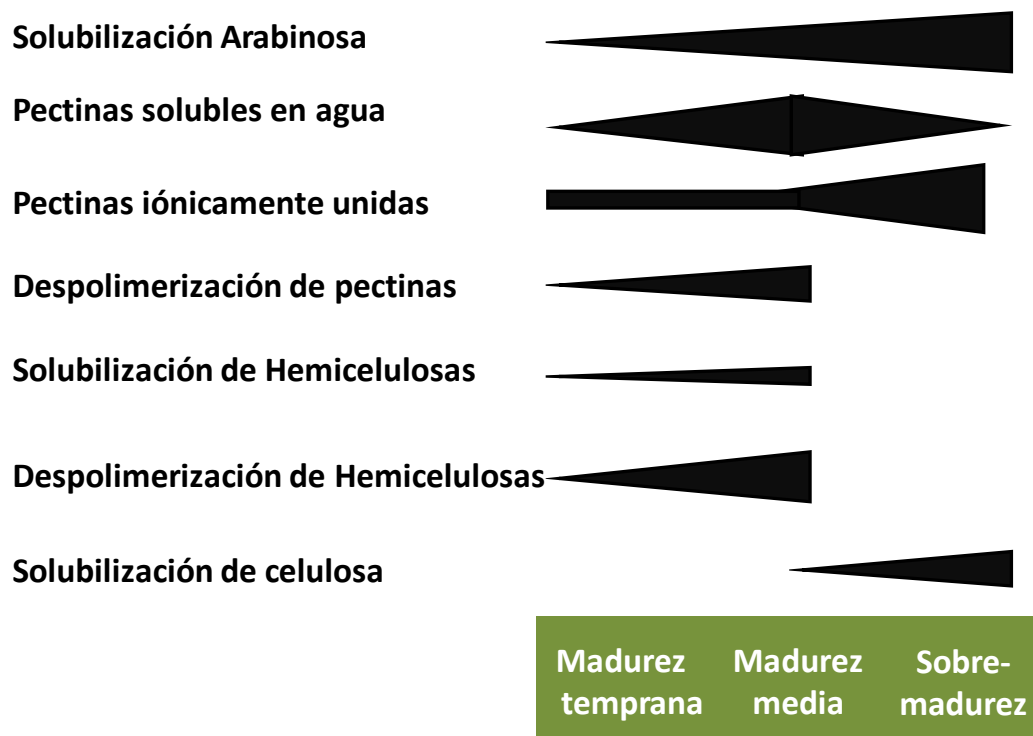 Solubilización Arabinosa
Pectinas solubles en agua
Pectinas iónicamente unidas
Despolimerización de pectinas
Solubilización de Hemicelulosas
Despolimerización de Hemicelulosas
Solubilización de celulosa
Madurez Madurez Sobre-
temprana media madurez